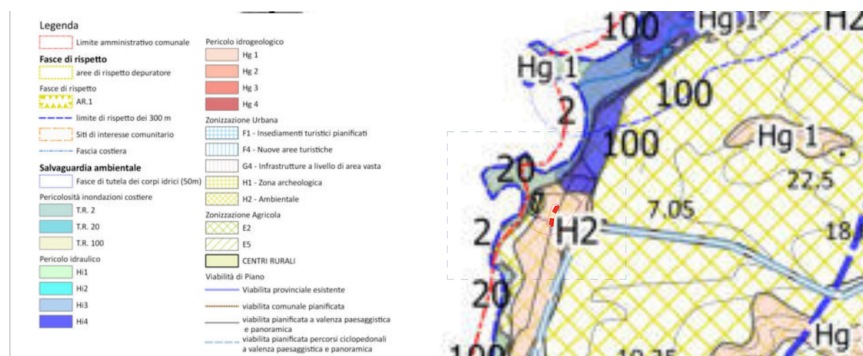 Legenda
Limite amministrativo comunale
Fasce di rispetto
aree di rispetto depuratore
Fasce di rispetto
AR.1
limite di rispetto dei 300 m
Siti di interesse comunitario
Fascia costiera
Salvaguardia ambientale
Fasce di tutela dei corpi idrici (50m)
Pericolosità inondazioni costiere
T.R. 2
T.R. 20
T.R. 100
Pericolo idraulico
Hi1
Hi2
Hi3
Hi4
Pericolo idrogeologico
Hg 1
Hg 2
Hg 3
Hg 4
Zonizzazione Urbana
F1 - Insediamenti turistici pianificati
F4 - Nuove aree turistiche
G4 - Infrastrutture a livello di area vasta
H1 - Zona archeologica
H2 - Ambientale
Zonizzazione Agricola
E2
E5
CENTRI RURALI
Viabilità di Piano
Viabilità provinciale esistente
viabilita comunale pianificata
viabilita pianificata a valenza paesaggistica
e panoramica
viabilita pianificata percorsi ciclopedonali
a valenza paesaggistica e panoramica
100
Hg 1
H2
Hg 1
2
100
100
Hg 1
20
22.5
7.05
2
H2
18
20
Hg
100